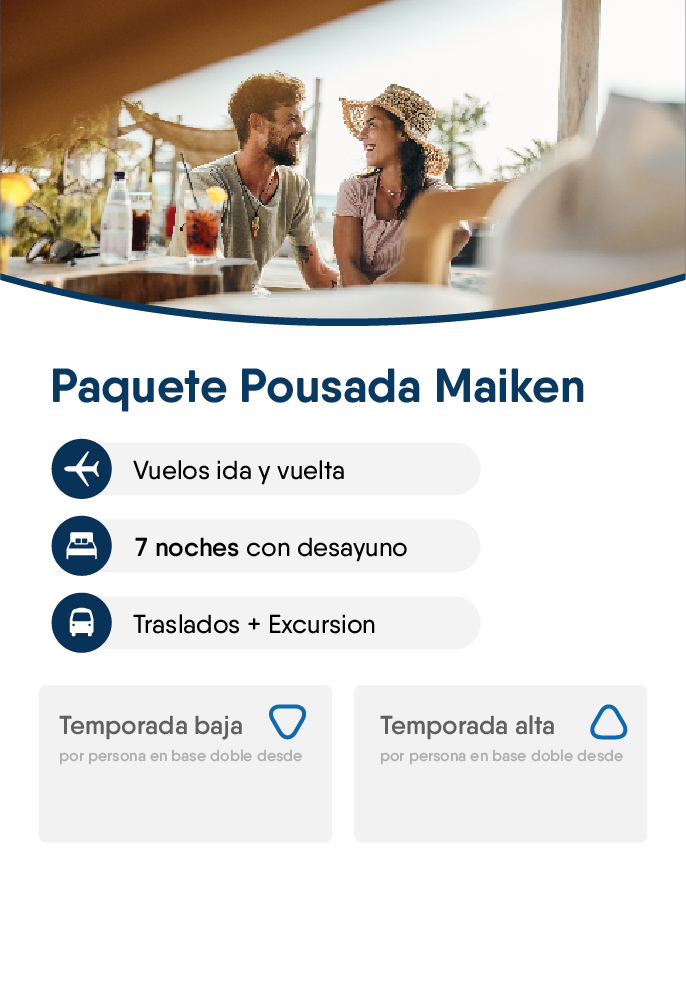 Paquete Pousada Maiken
Vuelos ida y vuelta
7 noches con desayuno
Traslados + Excursion
Temporada baja
por persona en base doble desde
Temporada alta
por persona en base doble desde